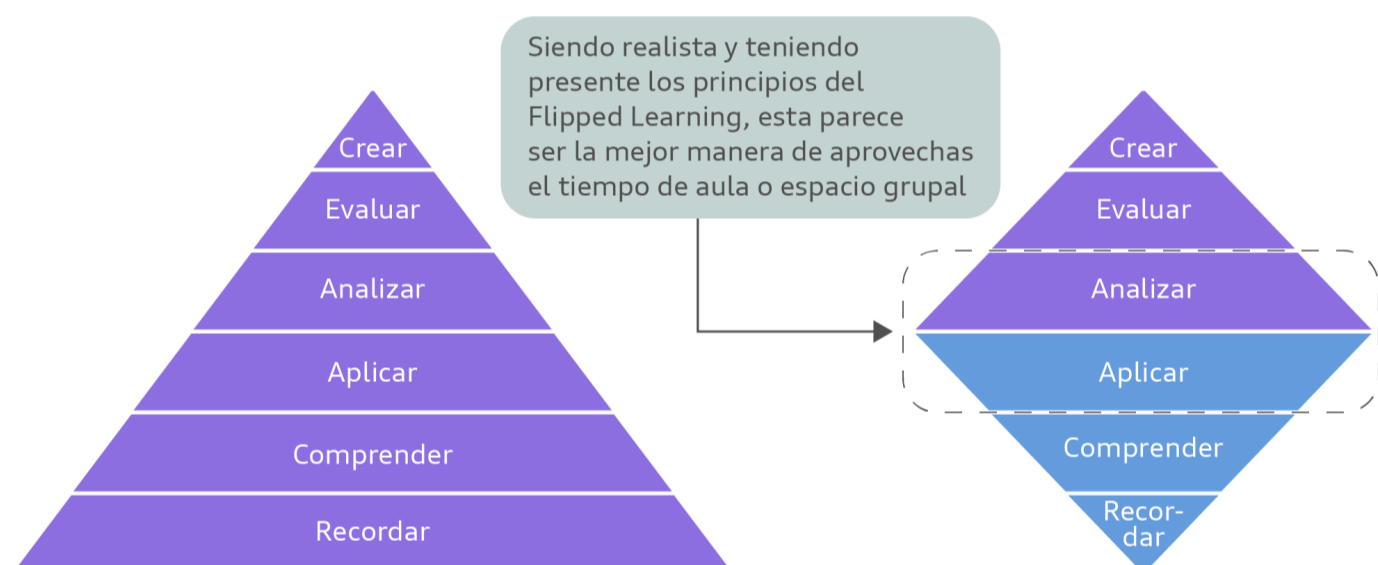 Siendo realista y teniendo
presente los principios del
Flipped Learning, esta parece
ser la mejor manera de aprovechas
el tiempo de aula o espacio grupal
Crear
Evaluar
Analizar
Aplicar
Comprender
Recordar
Crear
Evaluar
Analizar
Aplicar
Comprender
Recor-
dar